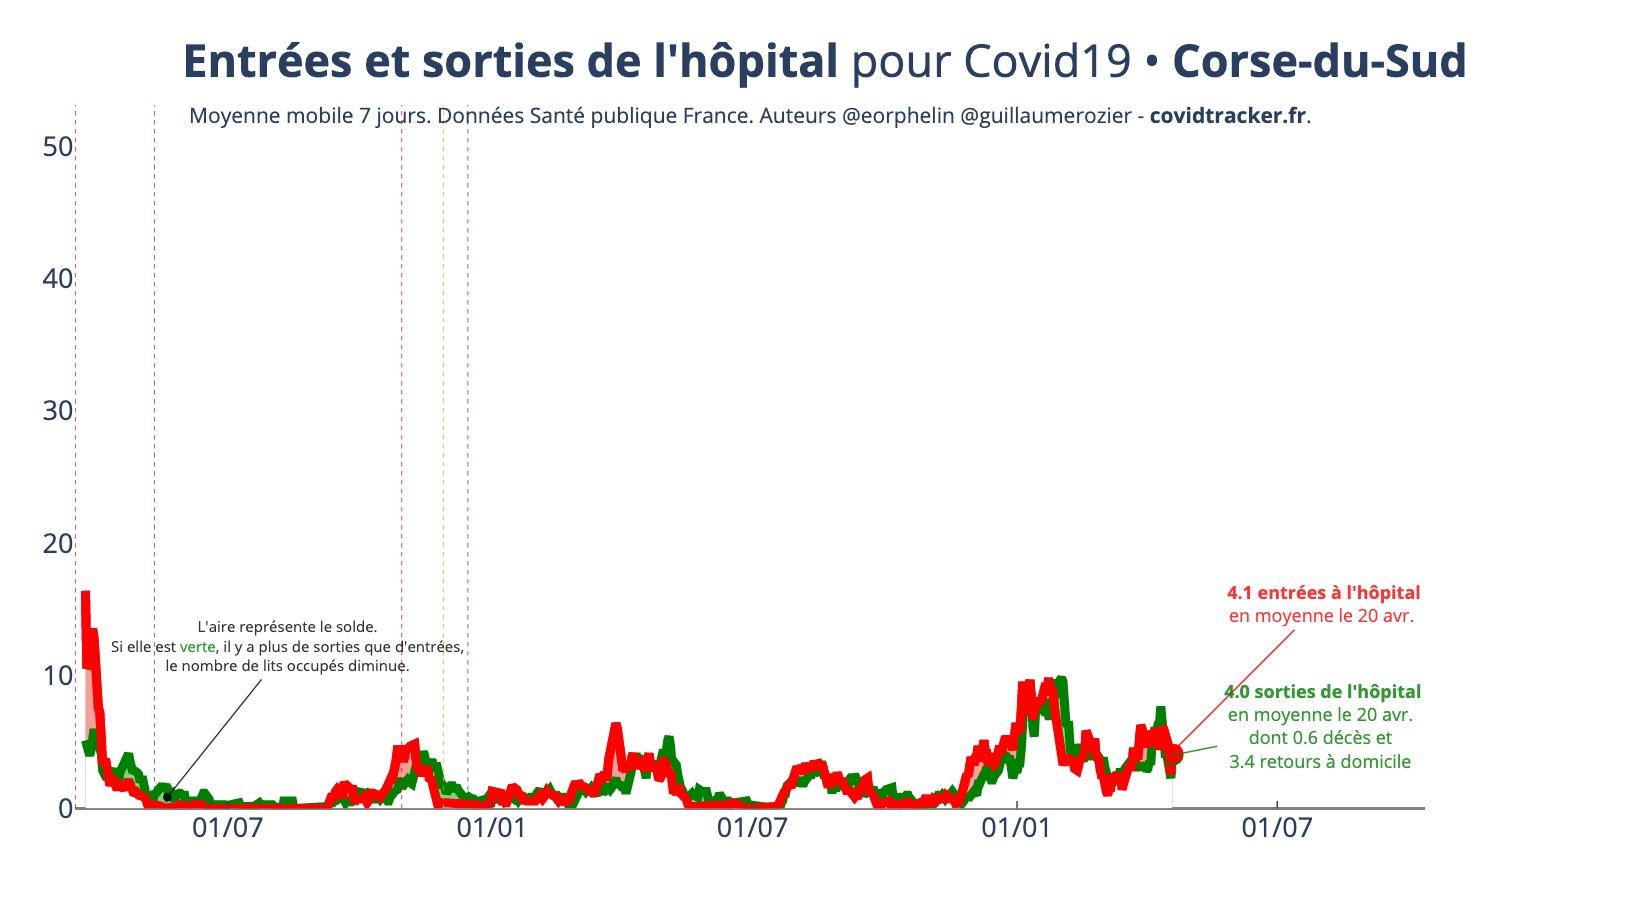 Entrées et sorties de l'hôpital pour Covid19 • Corse-du-Sud
Moyenne mobile 7 jours. Données Santé publique France. Auteurs @eorphelin @guillaumerozier - covidtracker.fr.
50
40
30
20
10
0
L'aire représente le solde.
Si elle est verte, il y a plus de sorties que d'entrées,
le nombre de lits occupés diminue.
4.1 entrées à l'hôpital
en moyenne le 20 avr.
4.0 sorties de l'hôpital
en moyenne le 20 avr.
dont 0.6 décès et
3.4 retours à domicile
01/07
01/01
01/07
01/01
01/07